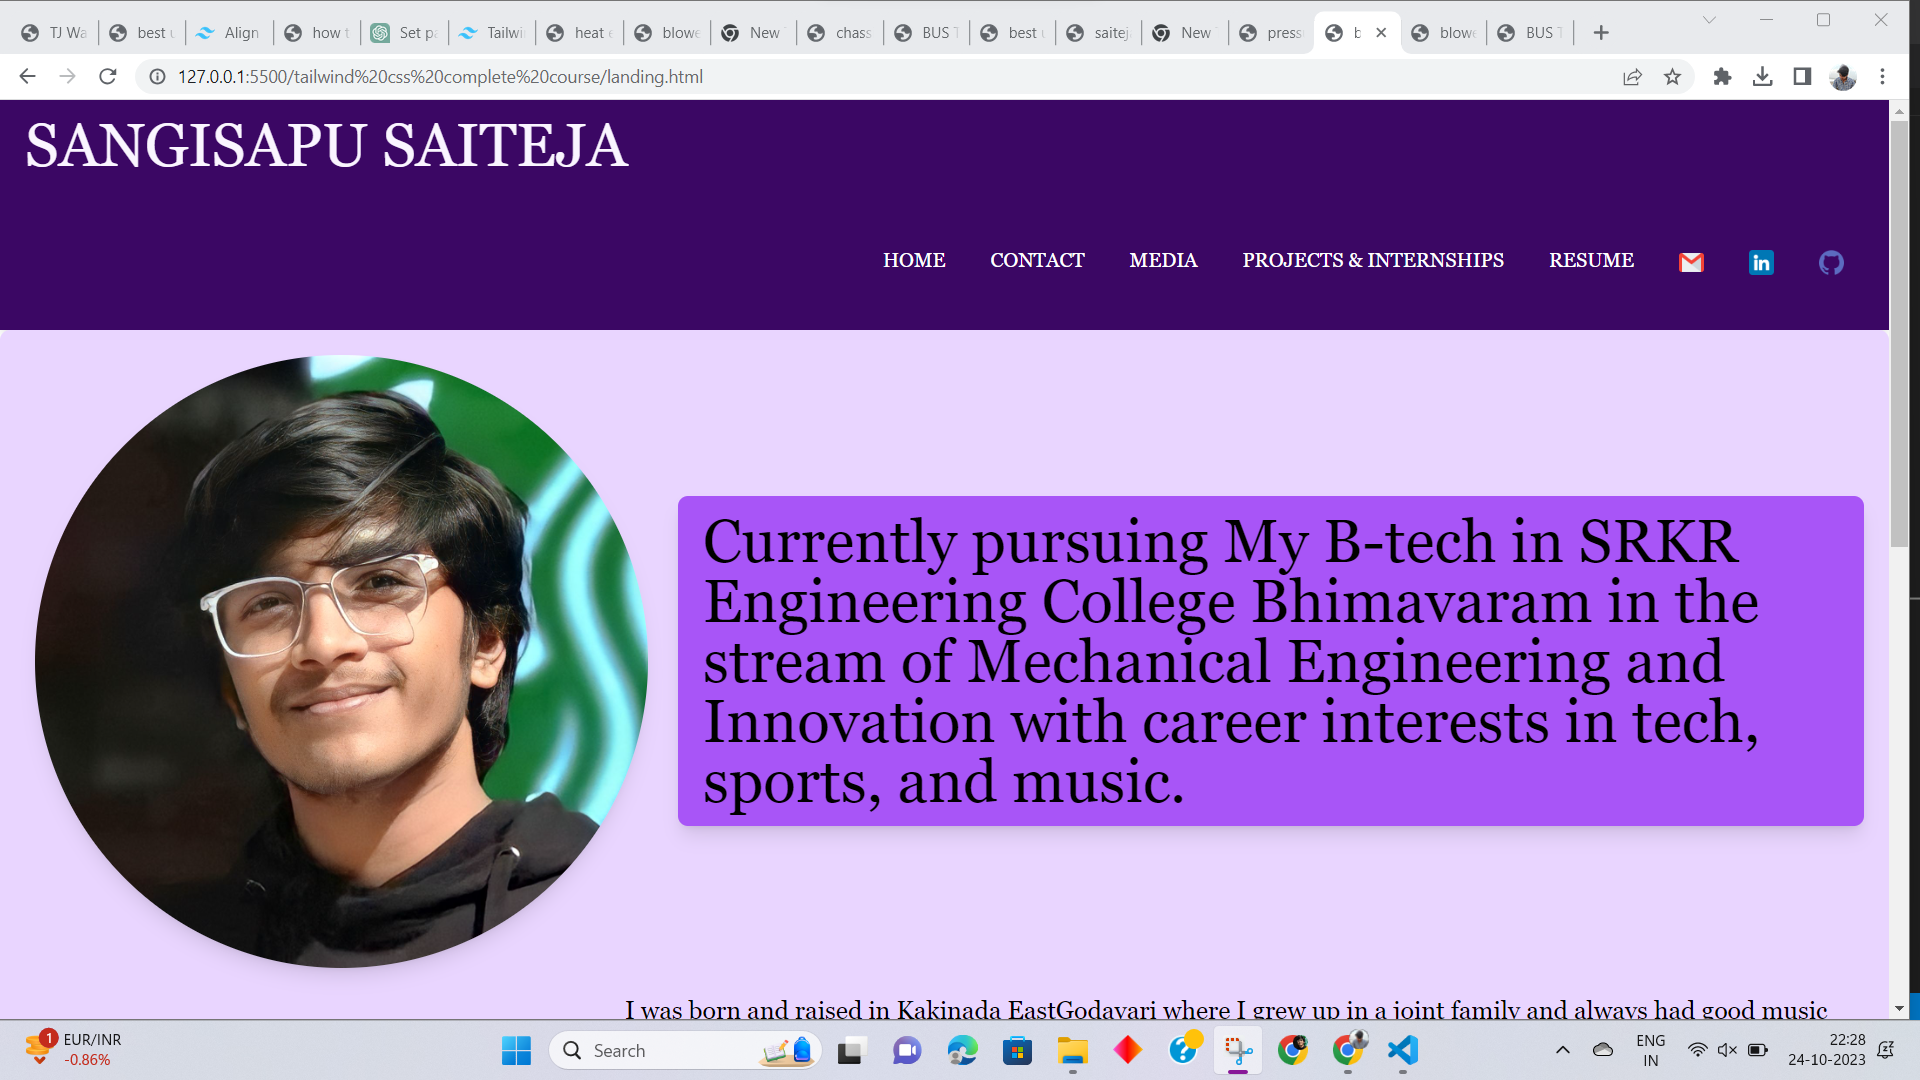 TJ Wa
best u
Align
how t
Set pa
Tailwi
heat e
blowe
New
chass
BUS T
best u
saitej
New
press
b
blowe
BUS T
127.0.0.1:5500/tailwind%20css%20complete%20course/landing.html
SANGISAPU SAITEJA
HOME CONTACT MEDIA PROJECTS & INTERNSHIPS RESUME
in
Currently pursuing My B-tech in SRKR
Engineering College Bhimavaram in the
stream of Mechanical Engineering and
Innovation with career interests in tech,
sports, and music.
I was born and raised in Kakinada EastGodavari where I grew up in a joint family and always had good music
1
EUR/INR
-0.86%
Search
ENG
IN
22:28
24-10-2023